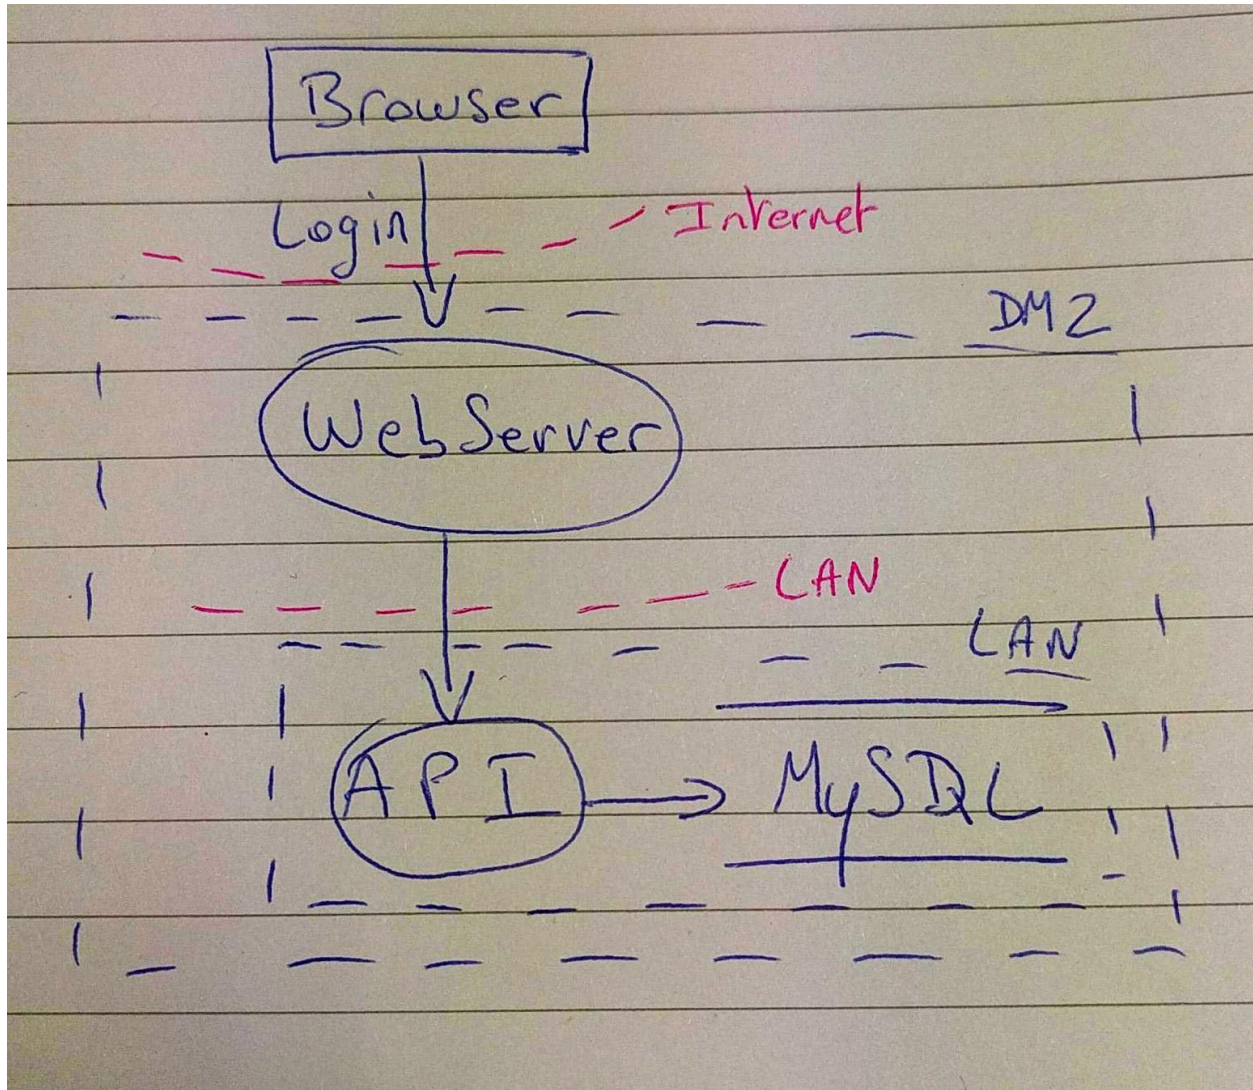 Browser
Login
Internet
DMZ
WebServer
LAN
LAN
API
MySQL